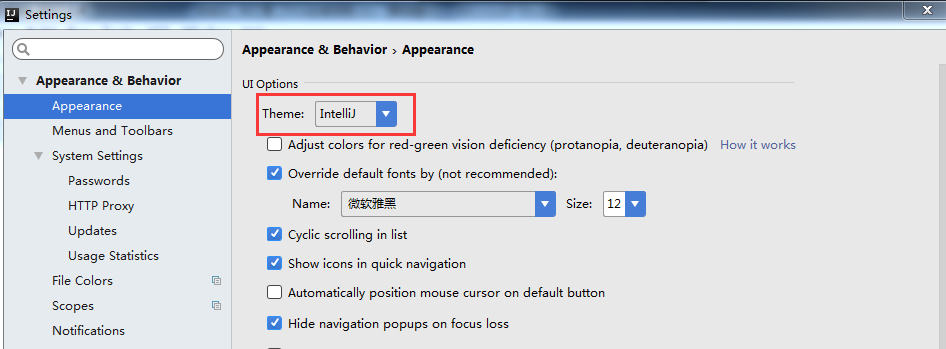 IJ Settings
Appearance & Behavior
Appearance
Menus and Toolbars
System Settings
Passwords
HTTP Proxy
Updates
Usage Statistics
File Colors
Scopes
Notifications
Appearance & Behavior › Appearance
UI Options
Theme: IntelliJ
Adjust colors for red-green vision deficiency (protanopia, deuteranopia) How it works
Override default fonts by (not recommended):
Name: 微软雅黑 Size: 12
Cyclic scrolling in list
Show icons in quick navigation
Automatically position mouse cursor on default button
Hide navigation popups on focus loss